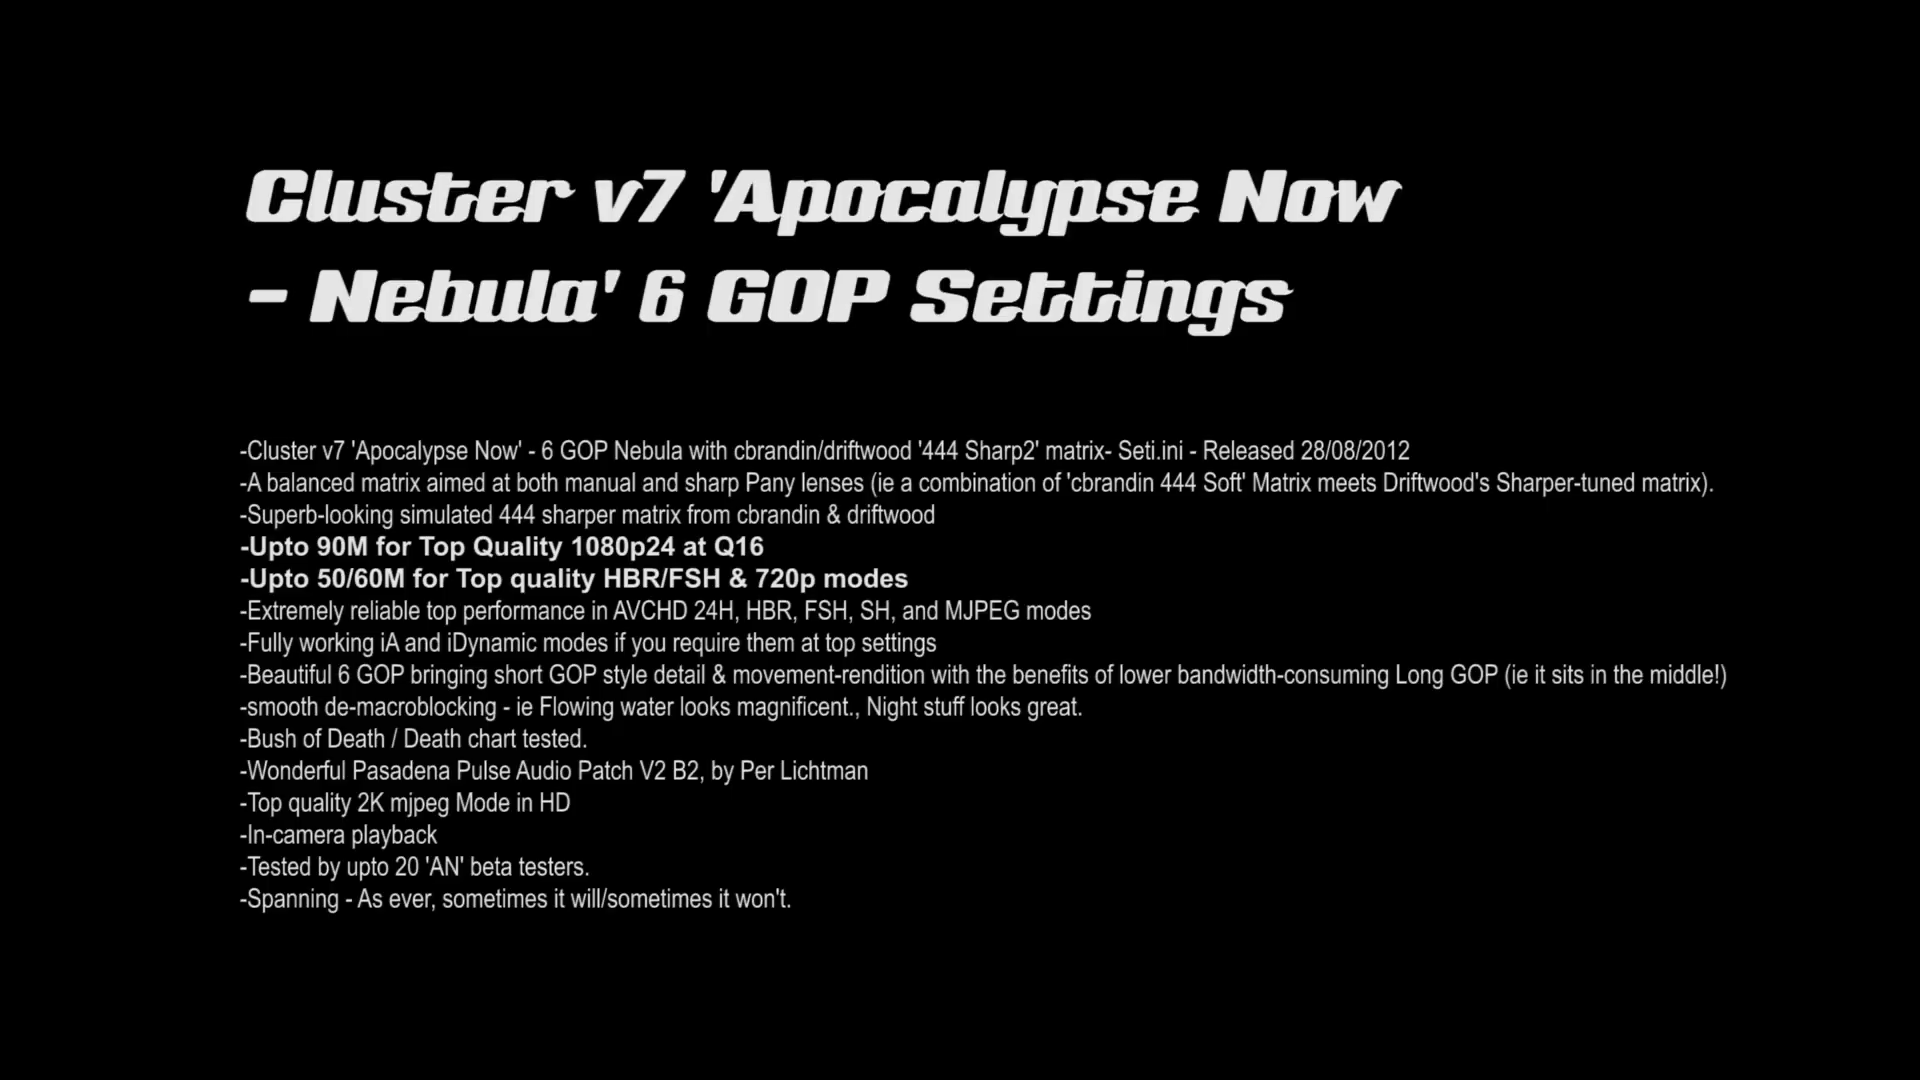 Cluster v7 'Apocalypse Now
- Nebula' 6 GOP Settings
-Cluster v7 'Apocalypse Now' - 6 GOP Nebula with cbrandin/driftwood '444 Sharp2' matrix- Seti.ini - Released 28/08/2012
-A balanced matrix aimed at both manual and sharp Pany lenses (ie a combination of 'cbrandin 444 Soft' Matrix meets Driftwood's Sharper-tuned matrix).
-Superb-looking simulated 444 sharper matrix from cbrandin & driftwood
-Upto 90M for Top Quality 1080p24 at Q16
-Upto 50/60M for Top quality HBR/FSH & 720p modes
-Extremely reliable top performance in AVCHD 24H, HBR, FSH, SH, and MJPEG modes
-Fully working iA and iDynamic modes if you require them at top settings
-Beautiful 6 GOP bringing short GOP style detail & movement-rendition with the benefits of lower bandwidth-consuming Long GOP (ie it sits in the middle!)
-smooth de-macroblocking - ie Flowing water looks magnificent., Night stuff looks great.
-Bush of Death / Death chart tested.
-Wonderful Pasadena Pulse Audio Patch V2 B2, by Per Lichtman
-Top quality 2K mjpeg Mode in HD
-In-camera playback
-Tested by upto 20 'AN' beta testers.
-Spanning - As ever, sometimes it will/sometimes it won't.